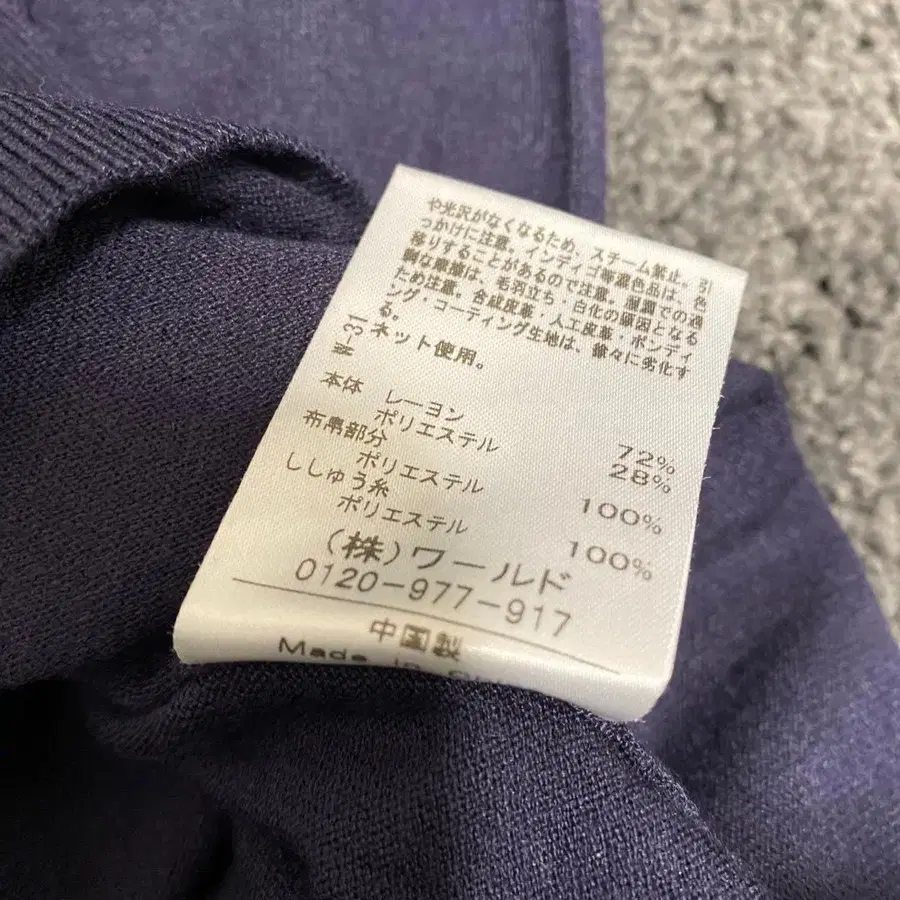 や光沢がなくなるため、スチーム禁止。引
っかけに注意。インディゴ等濃色品は、色
移りすることがあるので注意。湿潤での過
剰な摩擦は、毛羽立ち・白化の原因となる
ため注意。合成皮革・人工皮革・ボンディ
ング・コーティング生地は、徐々に劣化す
る。
W-31 ネット使用。
本体 レーヨン 72%
ポリエステル 28%
布帛部分
ポリエステル 100%
ししゅう糸
ポリエステル 100%
(株)ワールド
0120-977-917
中国製
Made in